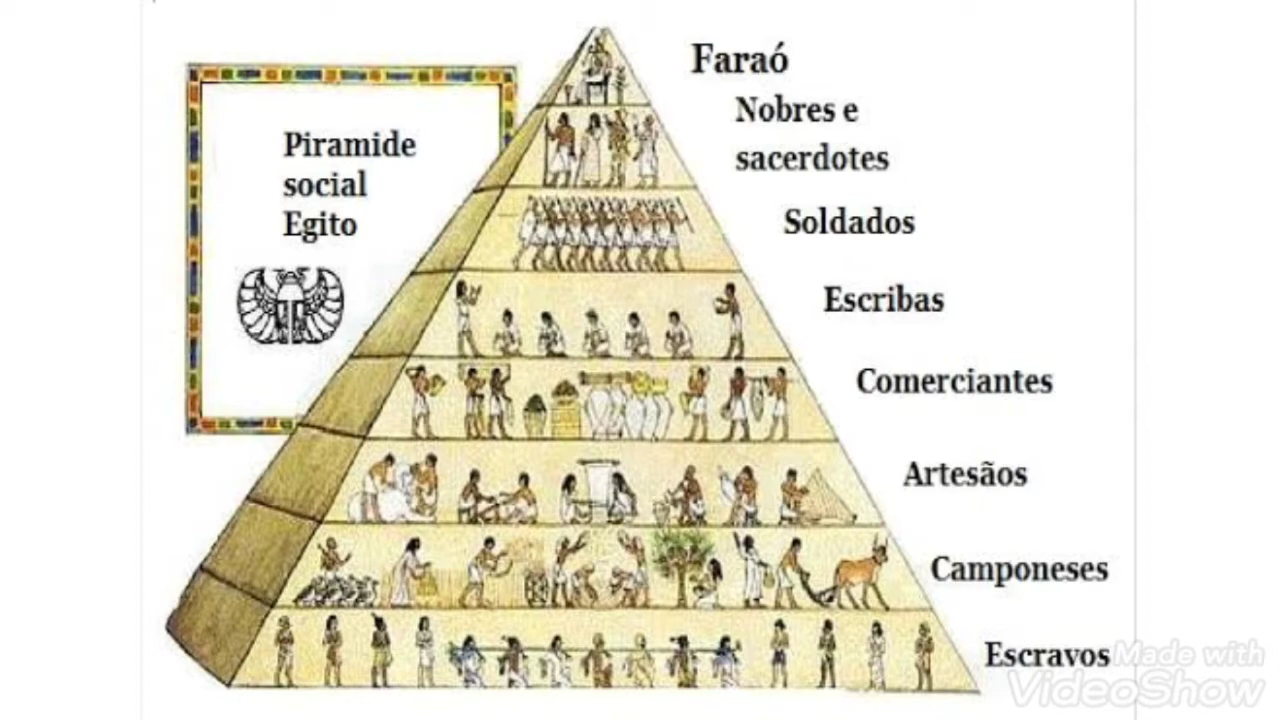 Piramide
social
Egito
Faraó
Nobres e
sacerdotes
Soldados
Escribas
Comerciantes
Artesãos
Camponeses
Escravos
Made with
VideoShow